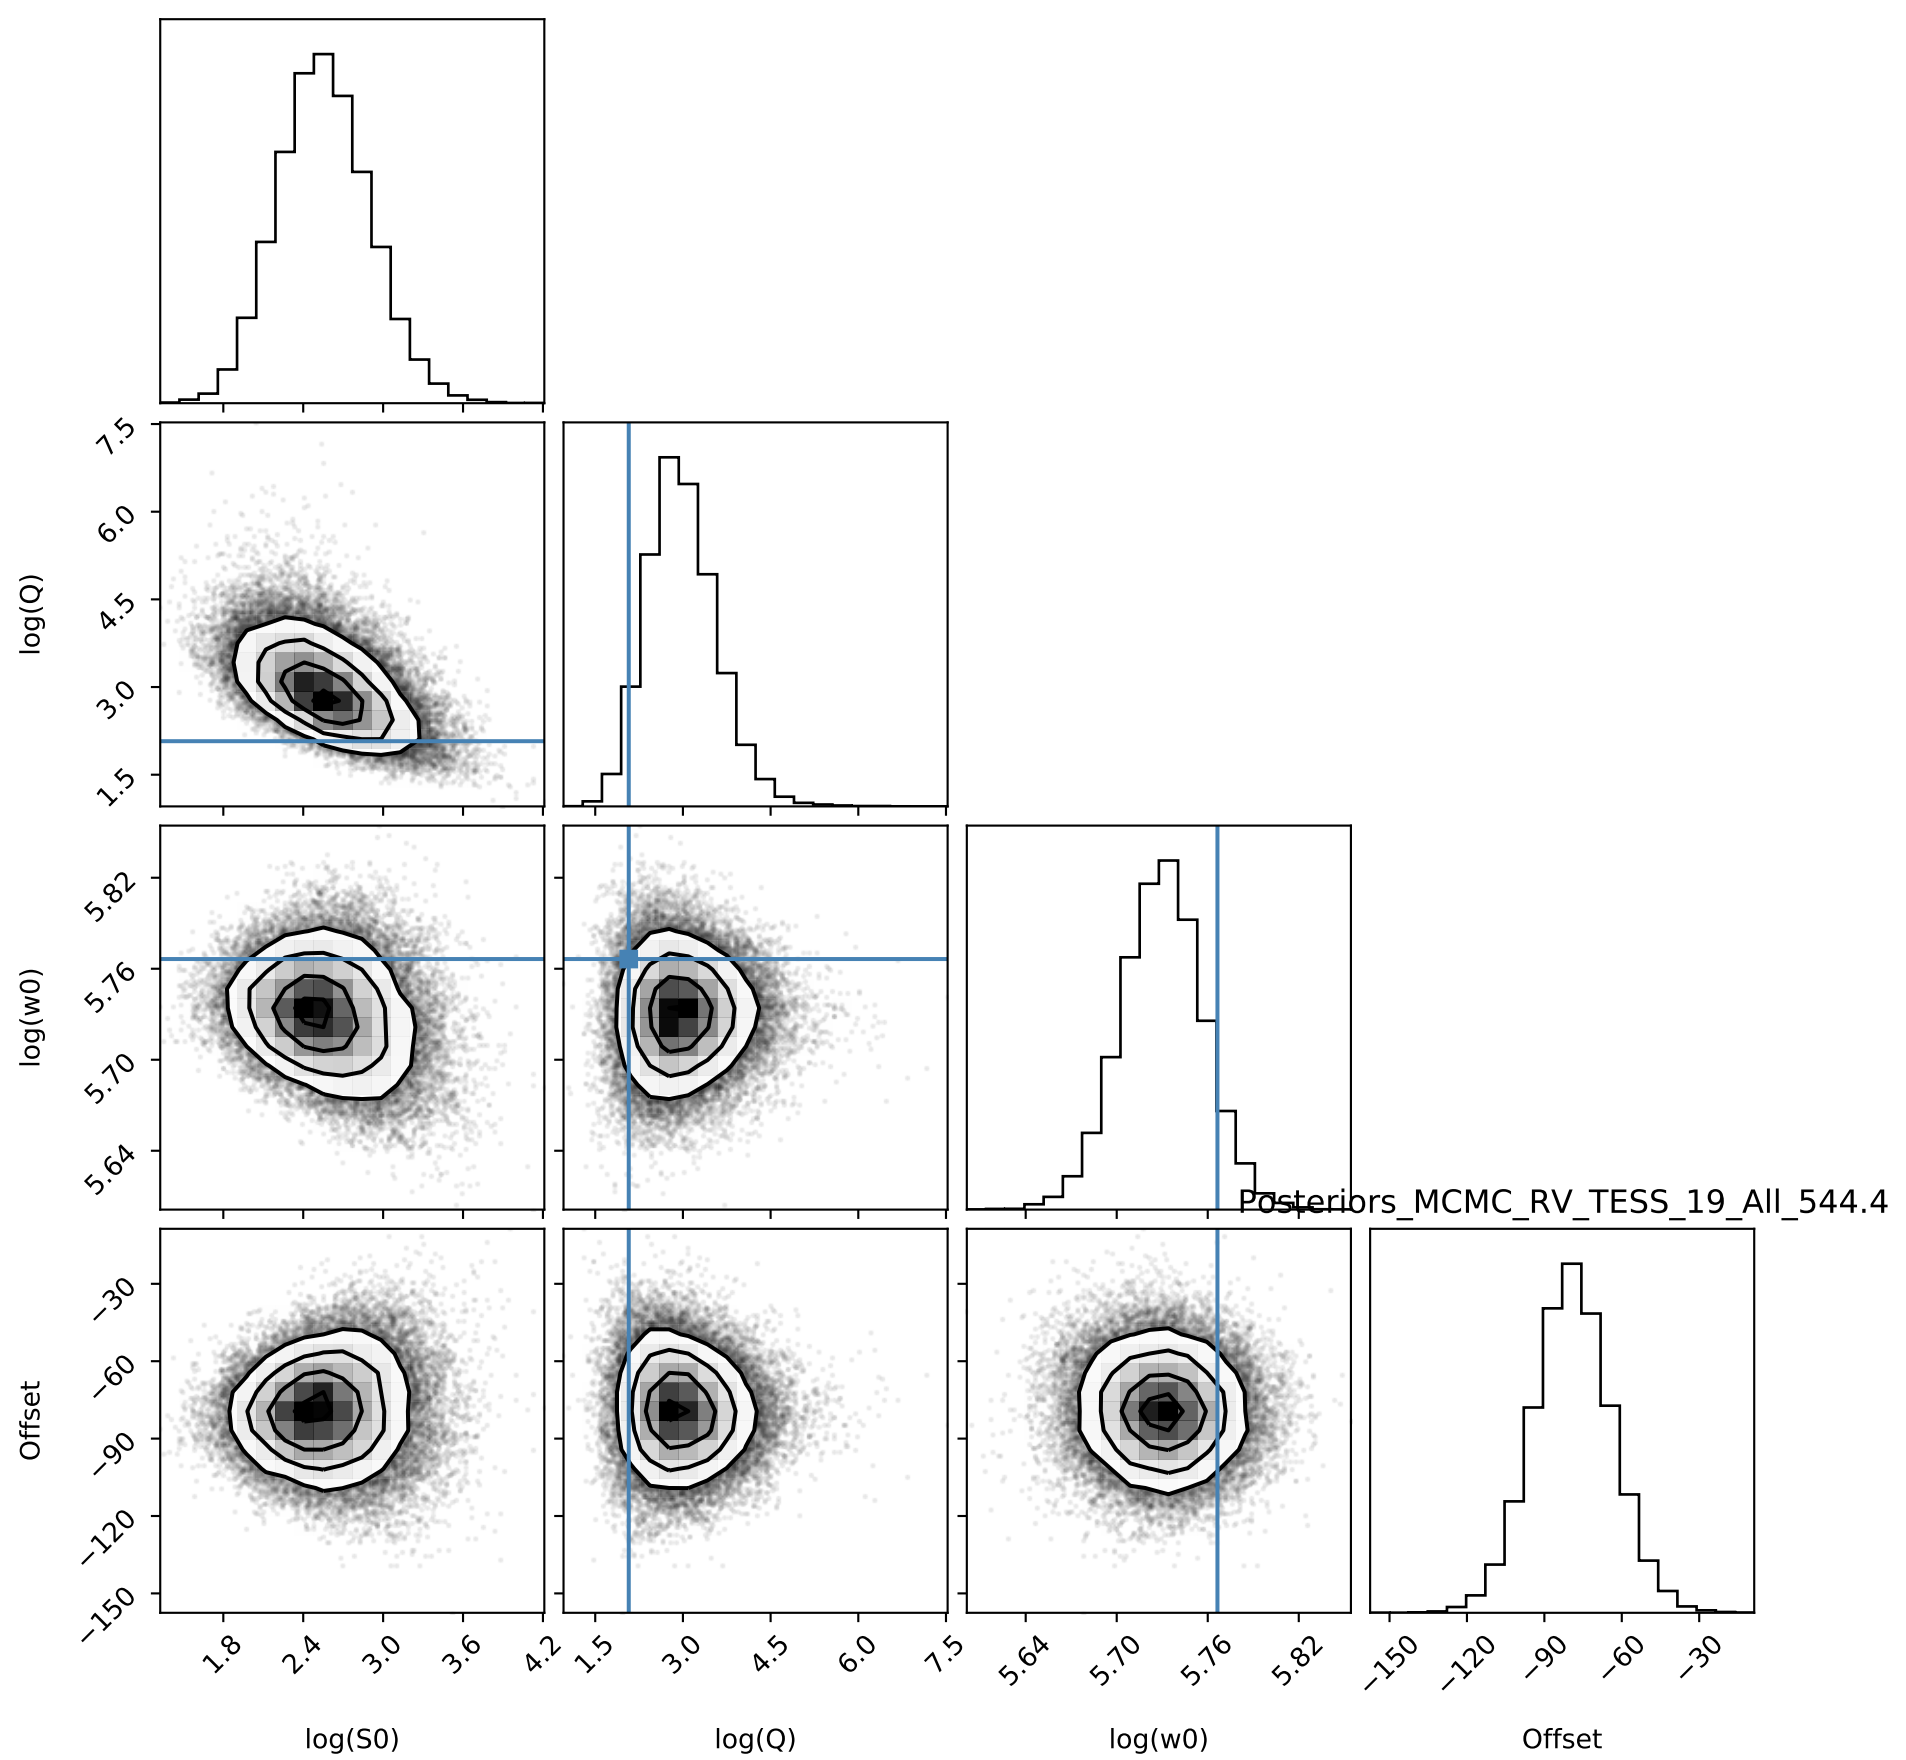 7.5
6.0
4.5
3.0
1.5
log(Q)
5.82
5.76
5.70
5.64
log(w0)
Posteriors_MCMC_RV_TESS_19_All_544.4
−30
−60
−90
−120
−150
Offset
1.8 2.4 3.0 3.6 4.2 1.5 3.0 4.5 6.0 7.5 5.64 5.70 5.76 5.82 −150 −120 −90 −60 −30
log(S0) log(Q) log(w0) Offset